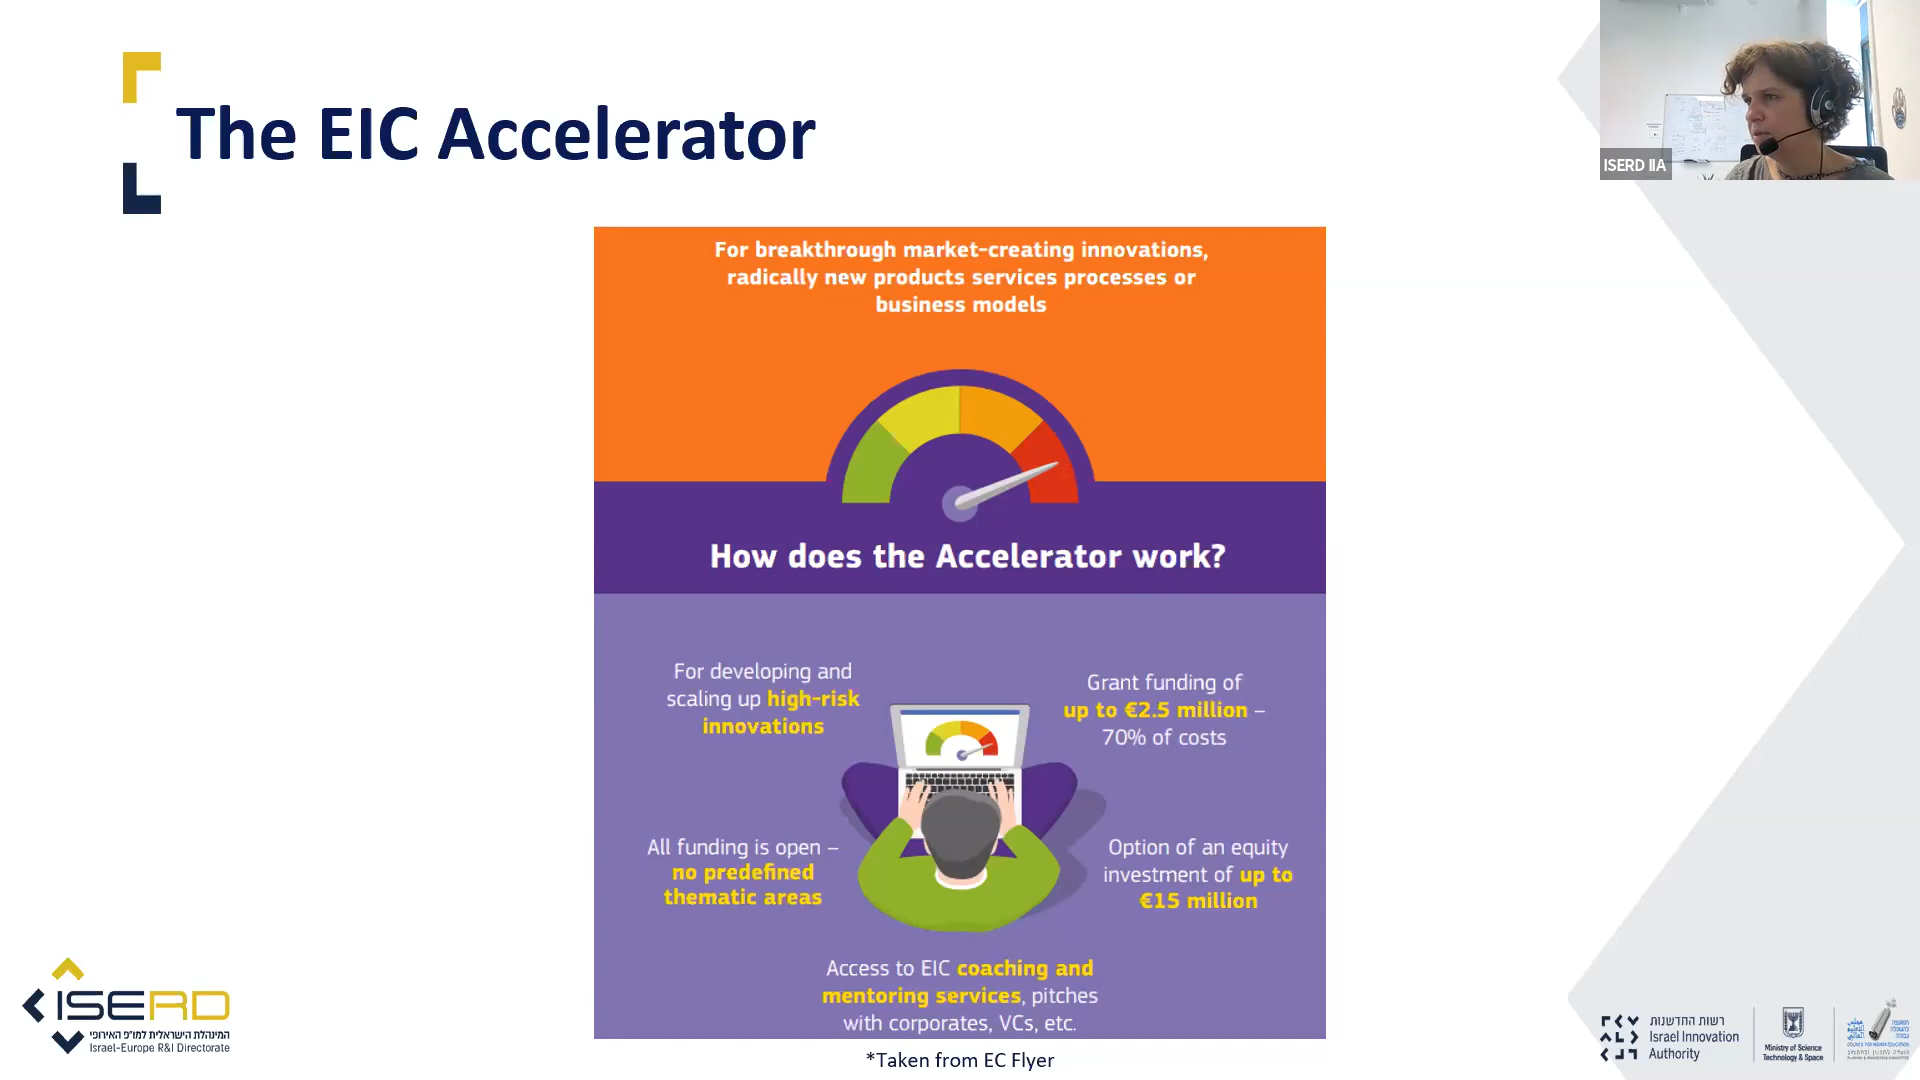 The EIC Accelerator
ISERD IIA
For breakthrough market-creating innovations,
radically new products services processes or
business models
How does the Accelerator work?
For developing and
scaling up high-risk
innovations
Grant funding of
up to €2.5 million –
70% of costs
All funding is open –
no predefined
thematic areas
Option of an equity
investment of up to
€15 million
Access to EIC coaching and
mentoring services, pitches
with corporates, VCs, etc.
*Taken from EC Flyer
ISERD
המינהלת הישראלית למו״פ האירופי
Israel-Europe R&I Directorate
רשות החדשנות
Israel Innovation
Authority
Ministry of Science
Technology & Space